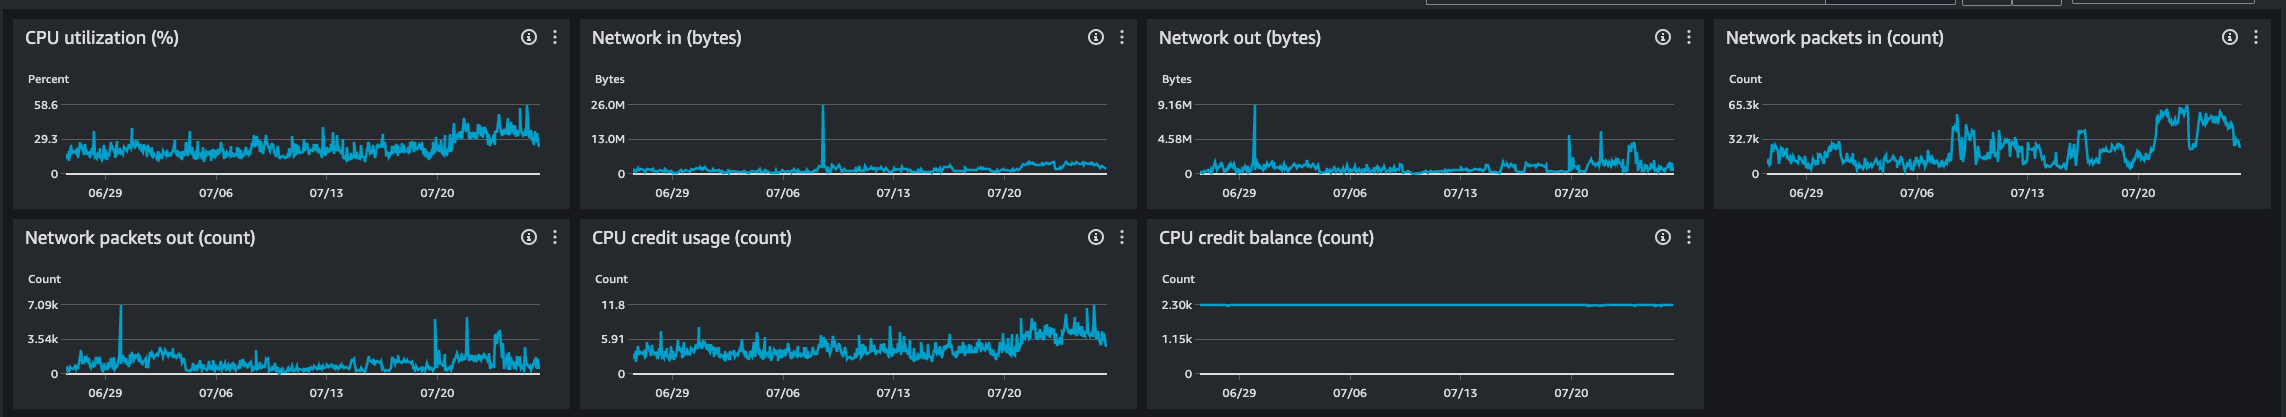 CPU utilization (%)
Percent
58.6
29.3
0
06/29 07/06 07/13 07/20
Network in (bytes)
Bytes
26.0M
13.0M
0
06/29 07/06 07/13 07/20
Network out (bytes)
Bytes
9.16M
4.58M
0
06/29 07/06 07/13 07/20
Network packets in (count)
Count
65.3k
32.7k
0
06/29 07/06 07/13 07/20
Network packets out (count)
Count
7.09k
3.54k
0
06/29 07/06 07/13 07/20
CPU credit usage (count)
Count
11.8
5.91
0
06/29 07/06 07/13 07/20
CPU credit balance (count)
Count
2.30k
1.15k
0
06/29 07/06 07/13 07/20